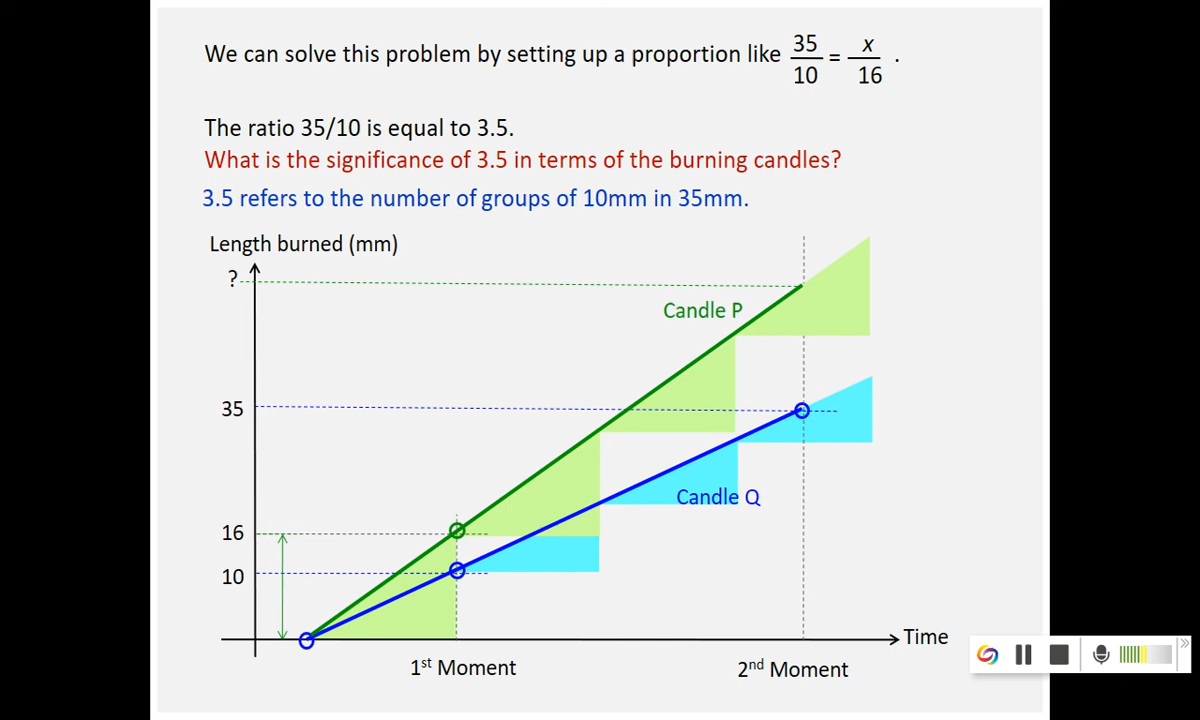 We can solve this problem by setting up a proportion like 35/10 = x/16 .
The ratio 35/10 is equal to 3.5.
What is the significance of 3.5 in terms of the burning candles?
3.5 refers to the number of groups of 10mm in 35mm.
Length burned (mm)
?
Candle P
35
Candle Q
16
10
Time
1st Moment
2nd Moment